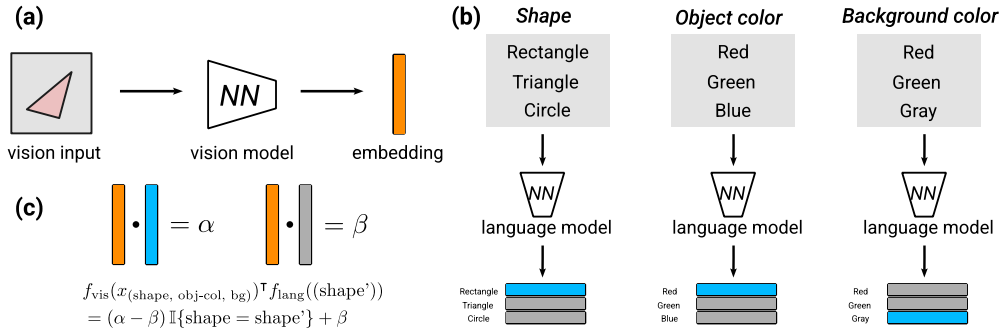 (a)
NN
vision input
vision model
embedding
(b)
Shape
Rectangle
Triangle
Circle
NN
language model
Rectangle
Triangle
Circle
Object color
Red
Green
Blue
NN
language model
Red
Green
Blue
Background color
Red
Green
Gray
NN
language model
Red
Green
Gray
(c)
• = α
• = β
f_vis(x_(shape, obj-col, bg))^⊤ f_lang((shape'))
= (α − β) 𝕀{shape = shape'} + β